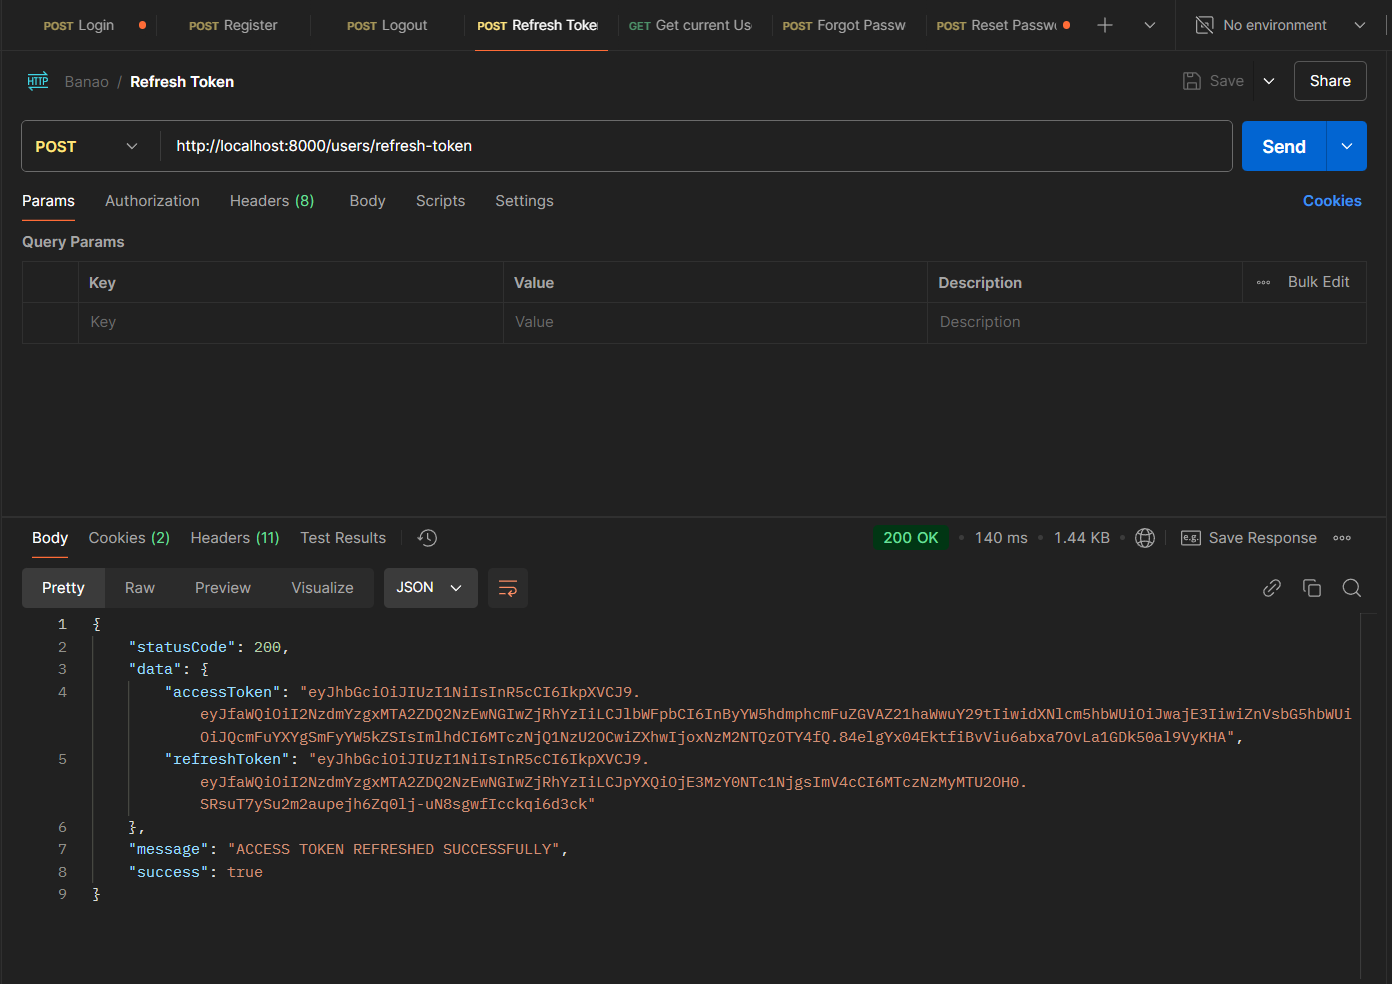 POST Login POST Register POST Logout POST Refresh Toke GET Get current Us POST Forgot Passw POST Reset Passw No environment
HTTP Banao / Refresh Token Save Share
POST http://localhost:8000/users/refresh-token Send
Params Authorization Headers (8) Body Scripts Settings Cookies
Query Params
Key Value Description Bulk Edit
Key Value Description
Body Cookies (2) Headers (11) Test Results 200 OK 140 ms 1.44 KB e.g. Save Response
Pretty Raw Preview Visualize JSON
1 {
2 "statusCode": 200,
3 "data": {
4 "accessToken": "eyJhbGciOiJIUzI1NiIsInR5cCI6IkpXVCJ9.
eyJfaWQiOiI2NzdmYzgxMTA2ZDQ2NzEwNGIwZjRhYzIiLCJlbWFpbCI6InByYW5hdmphcmFuZGVAZ21haWwuY29tIiwidXNlcm5hbWUiOiJwajE3IiwiZnVsbG5hbWUi
OiJQcmFuYXYgSmFyYW5kZSIsImlhdCI6MTczNjQ1NzU2OCwiZXhwIjoxNzM2NTQzOTY4fQ.84elgYx04EktfiBvViu6abxa7OvLa1GDk50al9VyKHA",
5 "refreshToken": "eyJhbGciOiJIUzI1NiIsInR5cCI6IkpXVCJ9.
eyJfaWQiOiI2NzdmYzgxMTA2ZDQ2NzEwNGIwZjRhYzIiLCJpYXQiOjE3MzY0NTc1NjgsImV4cCI6MTczNzMyMTU2OH0.
SRsuT7ySu2m2aupejh6Zq0lj-uN8sgwfIcckqi6d3ck"
6 },
7 "message": "ACCESS TOKEN REFRESHED SUCCESSFULLY",
8 "success": true
9 }